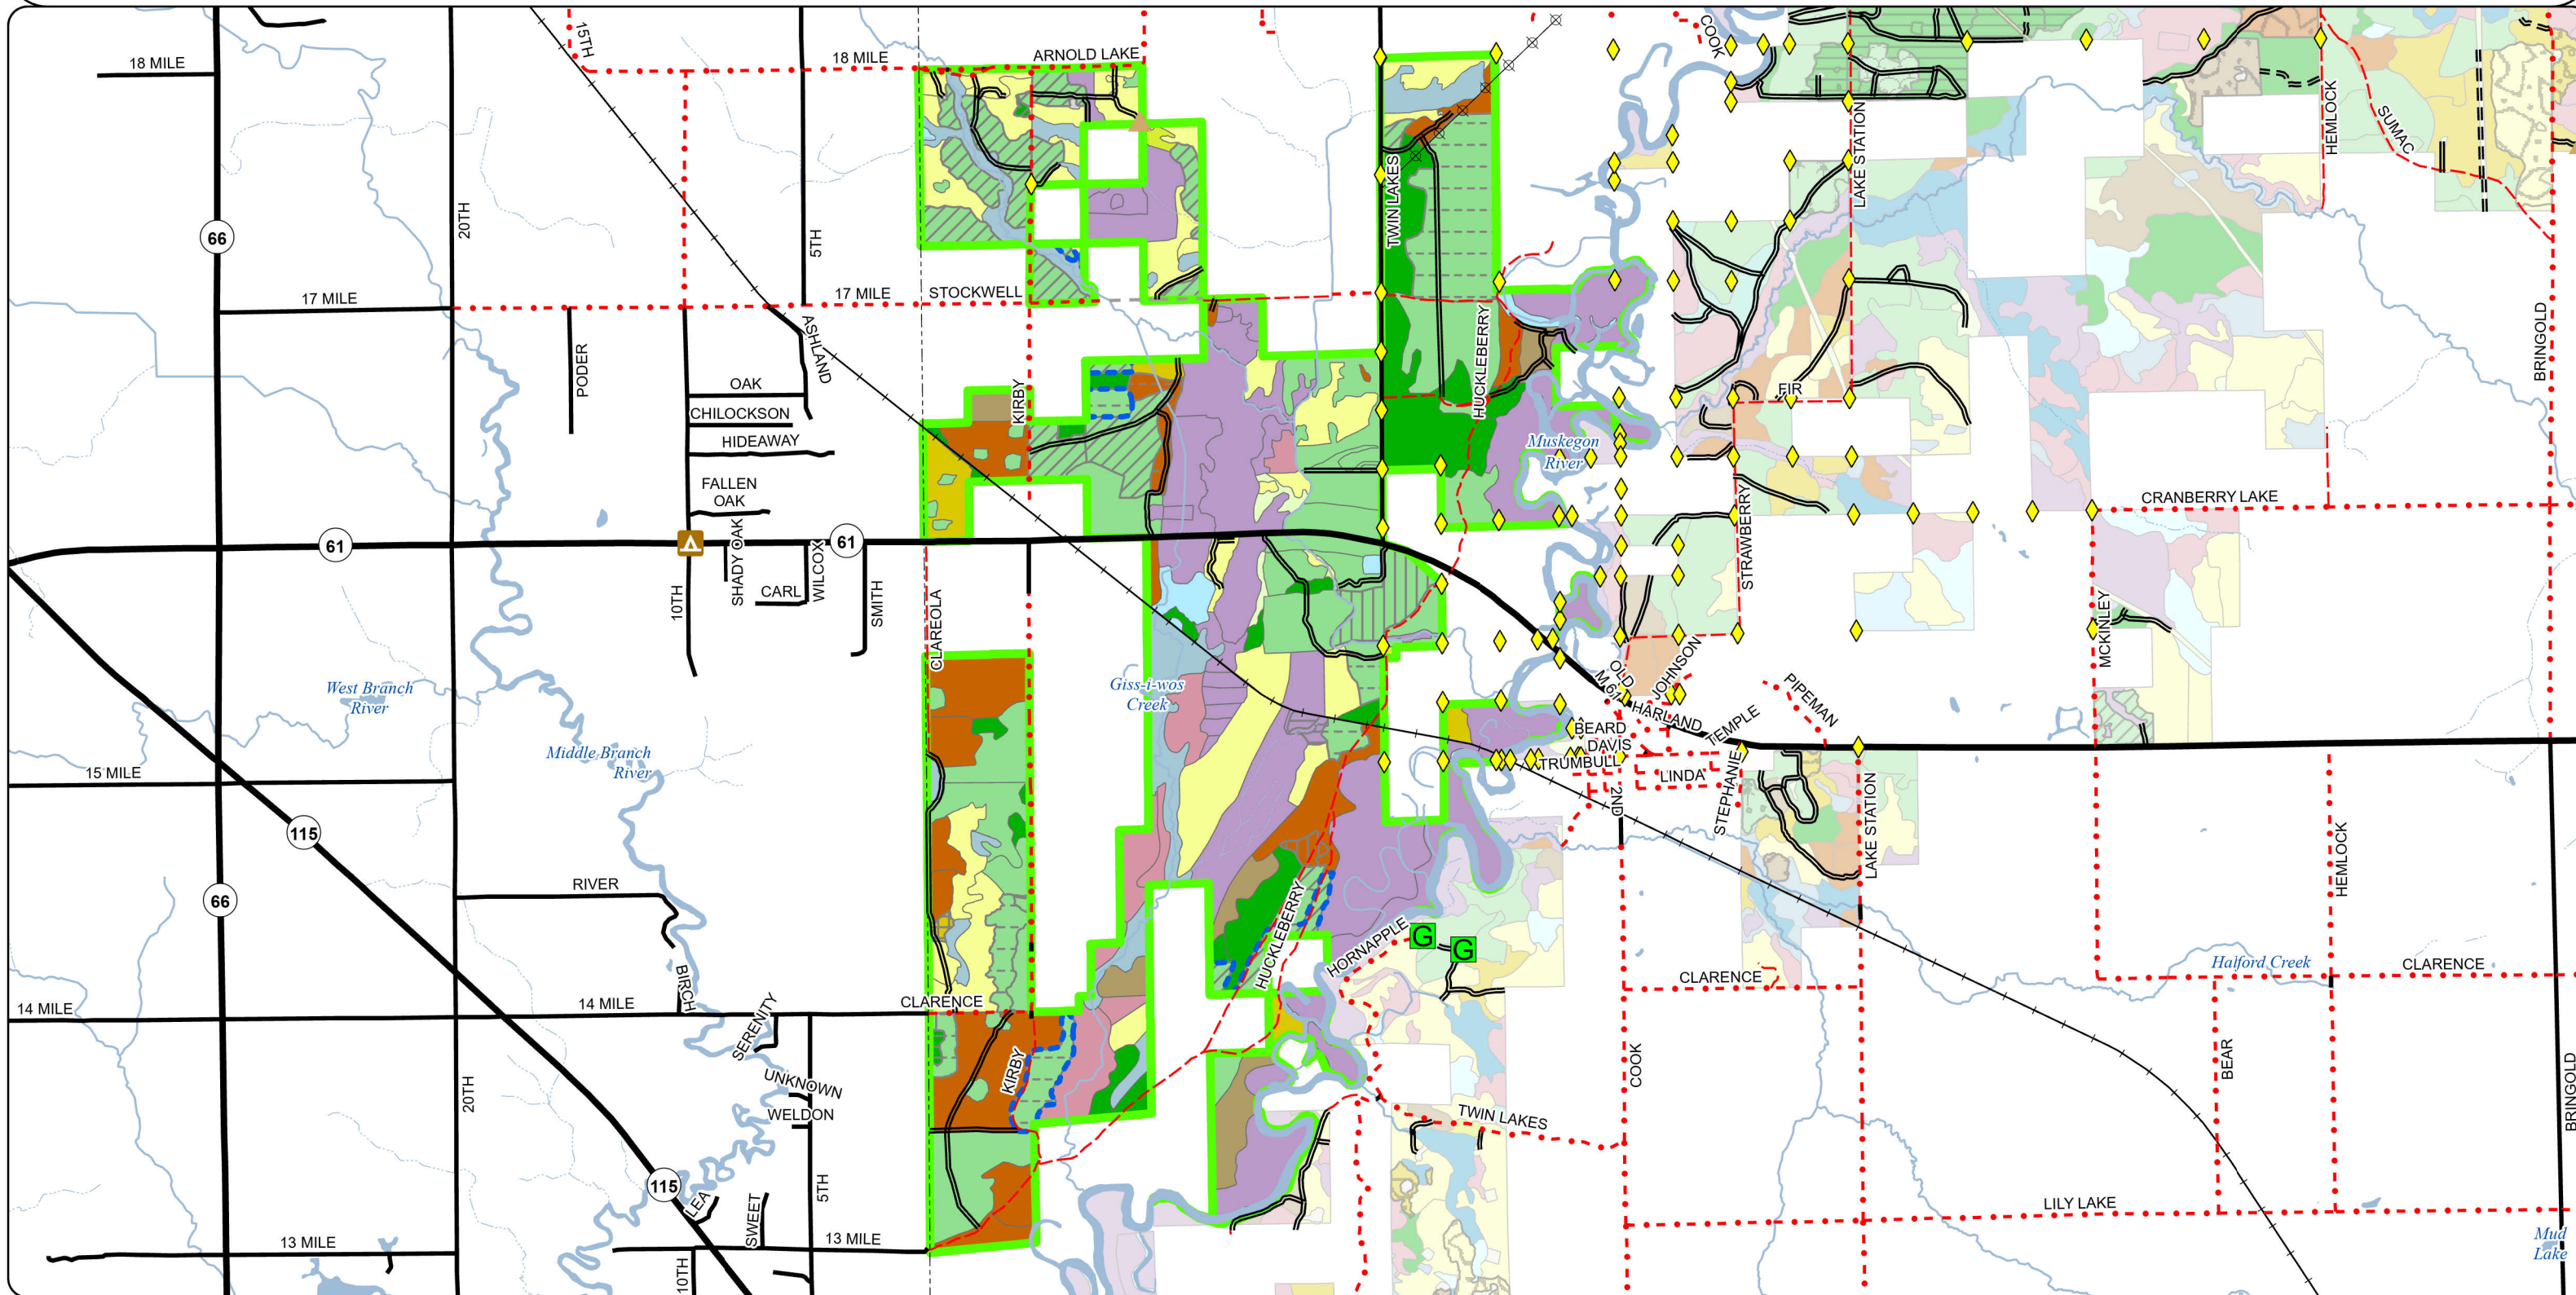 15TH
COOK
18 MILE
18 MILE
ARNOLD LAKE
HEMLOCK
SUMAC
LAKE STATION
TWIN LAKES
66
20TH
5TH
17 MILE
17 MILE
STOCKWELL
HUCKLEBERRY
BRINGOLD
ASHLAND
PODER
OAK
CHILOCKSON
HIDEAWAY
KIRBY
FIR
Muskegon
River
FALLEN
OAK
CRANBERRY LAKE
STRAWBERRY
61
61
SHADY OAK
WILCOX
CARL
SMITH
10TH
CLAREOLA
MCKINLEY
West Branch
River
Giss-i-wos
Creek
OLD
M 61
JOHNSON
HARLAND
TEMPLE
PIPEMAN
BEARD
DAVIS
TRUMBULL
LINDA
STEPHANIE
2ND
Middle Branch
River
15 MILE
115
LAKE STATION
HEMLOCK
RIVER
66
HUCKLEBERRY
HORNAPPLE
G
G
BIRCH
CLARENCE
Halford Creek
CLARENCE
14 MILE
14 MILE
CLARENCE
SERENITY
KIRBY
COOK
BEAR
20TH
UNKNOWN
WELDON
BRINGOLD
TWIN LAKES
115
LEA
SWEET
5TH
LILY LAKE
13 MILE
13 MILE
10TH
Mud
Lake